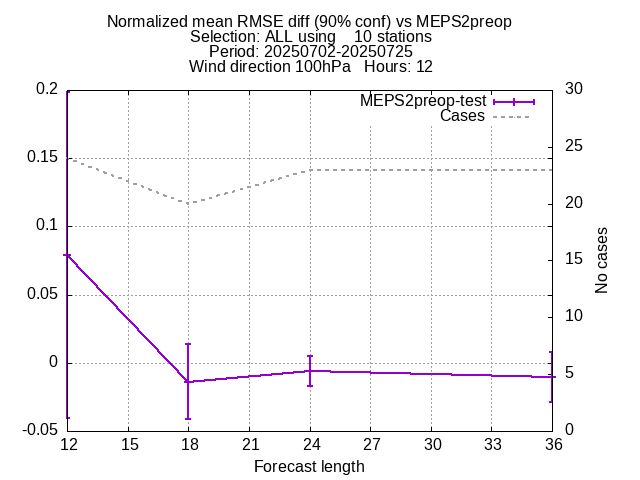 Normalized mean RMSE diff (90% conf) vs MEPS2preop
Selection: ALL using    10 stations
Period: 20250702-20250725
Wind direction 100hPa   Hours: 12
MEPS2preop-test
Cases
0.2
0.15
0.1
0.05
0
-0.05
30
25
20
15
10
5
0
No cases
12 15 18 21 24 27 30 33 36
Forecast length